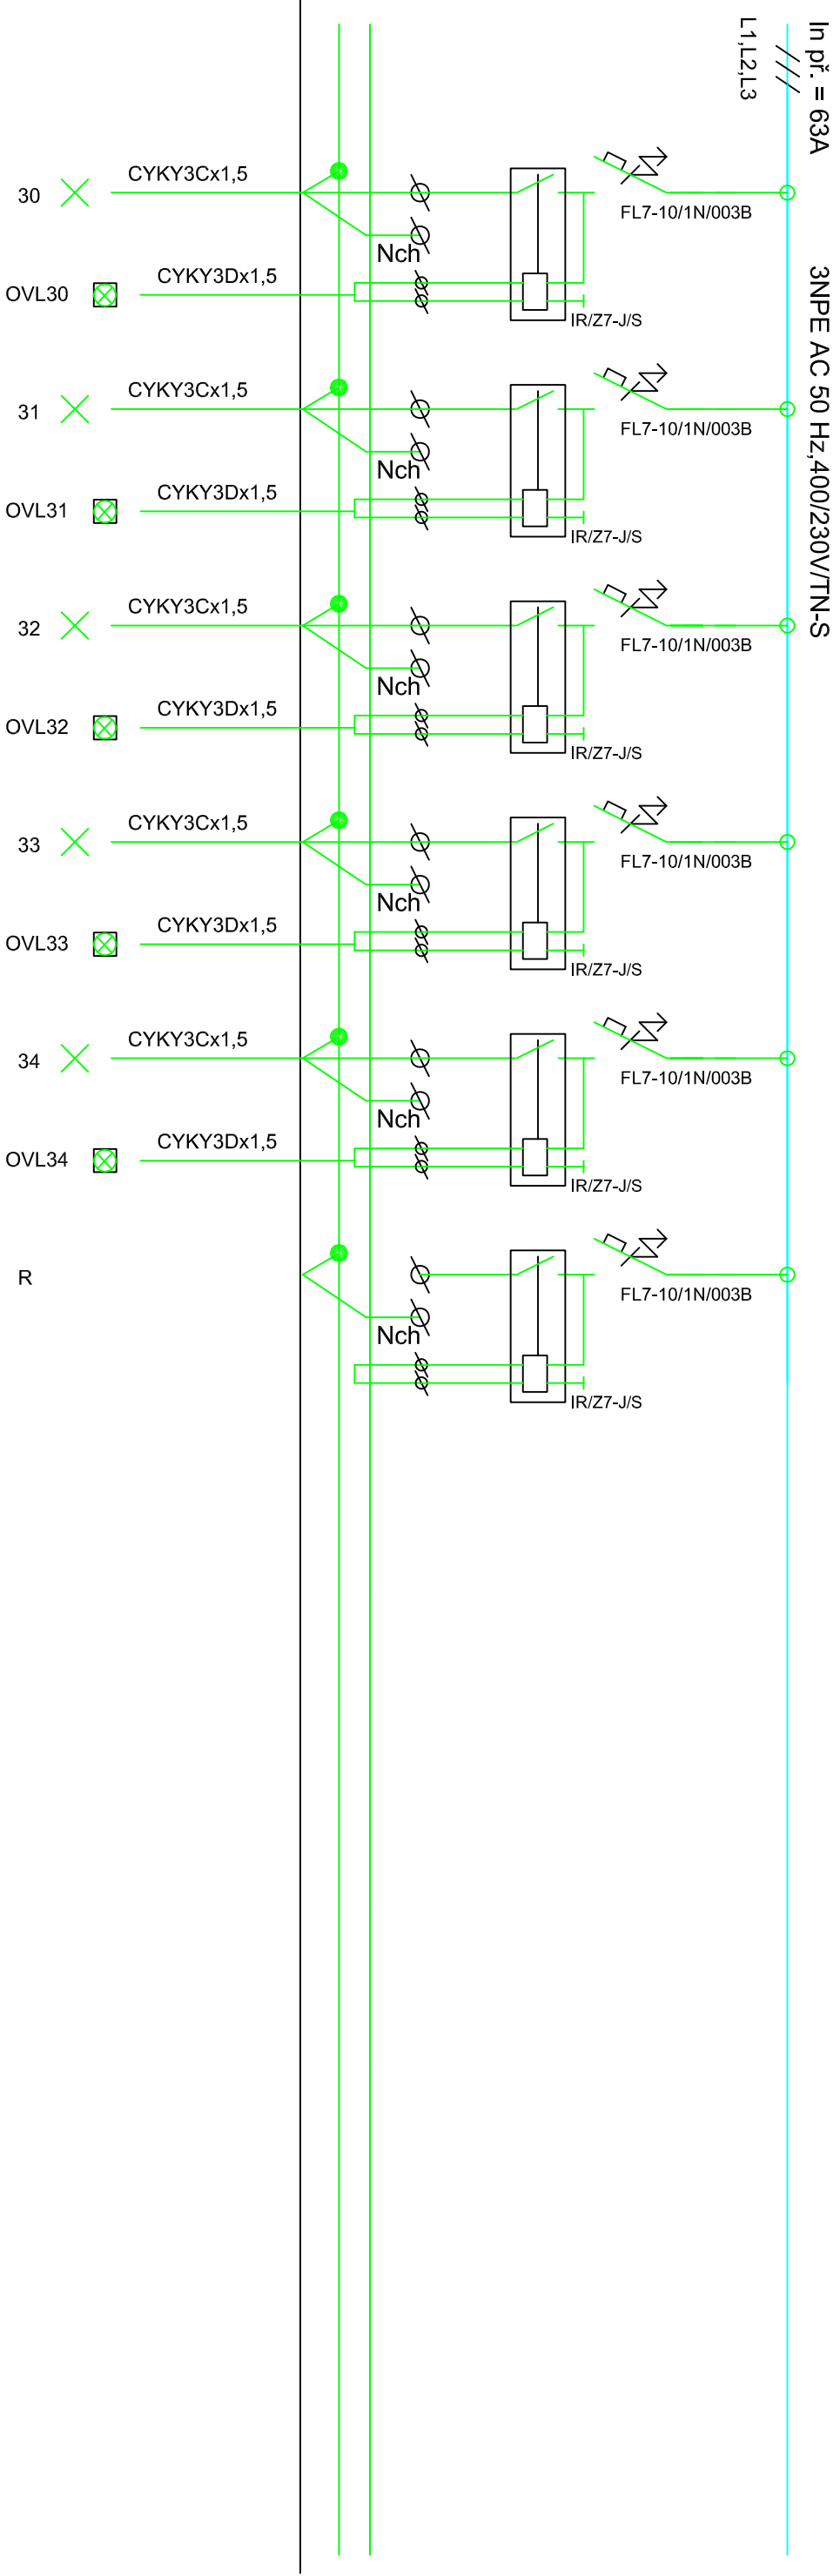 In př. = 63A
3NPE AC 50 Hz,400/230V/TN-S
L1,L2,L3
30
CYKY3Cx1,5
Nch
FL7-10/1N/003B
OVL30
CYKY3Dx1,5
IR/Z7-J/S
31
CYKY3Cx1,5
Nch
FL7-10/1N/003B
OVL31
CYKY3Dx1,5
IR/Z7-J/S
32
CYKY3Cx1,5
Nch
FL7-10/1N/003B
OVL32
CYKY3Dx1,5
IR/Z7-J/S
33
CYKY3Cx1,5
Nch
FL7-10/1N/003B
OVL33
CYKY3Dx1,5
IR/Z7-J/S
34
CYKY3Cx1,5
Nch
FL7-10/1N/003B
OVL34
CYKY3Dx1,5
IR/Z7-J/S
R
Nch
FL7-10/1N/003B
IR/Z7-J/S